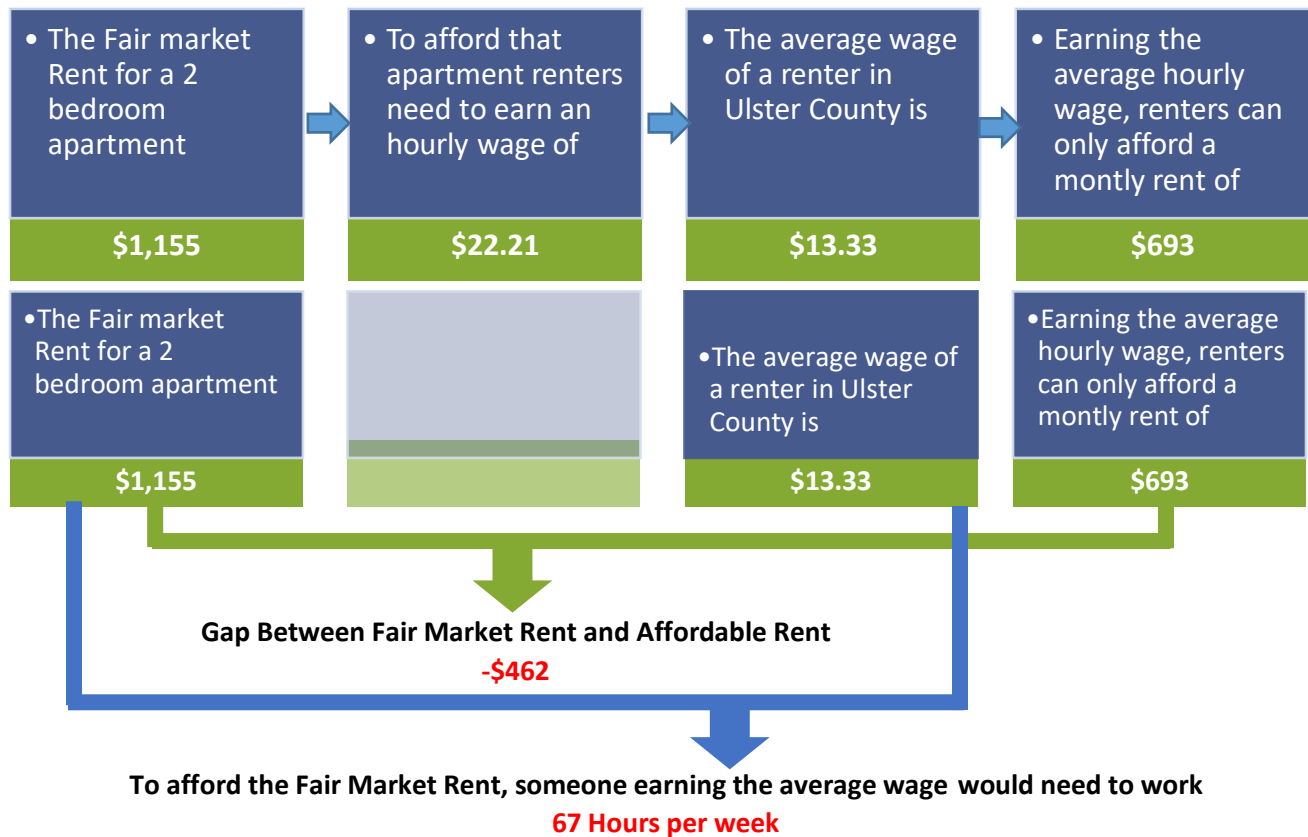 • The Fair market
Rent for a 2
bedroom
apartment
$1,155
• To afford that
apartment renters
need to earn an
hourly wage of
$22.21
• The average wage
of a renter in
Ulster County is
$13.33
• Earning the
average hourly
wage, renters can
only afford a
montly rent of
$693
•The Fair market
Rent for a 2
bedroom apartment
$1,155
•The average wage of
a renter in Ulster
County is
$13.33
•Earning the average
hourly wage, renters
can only afford a
montly rent of
$693
Gap Between Fair Market Rent and Affordable Rent
-$462
To afford the Fair Market Rent, someone earning the average wage would need to work
67 Hours per week